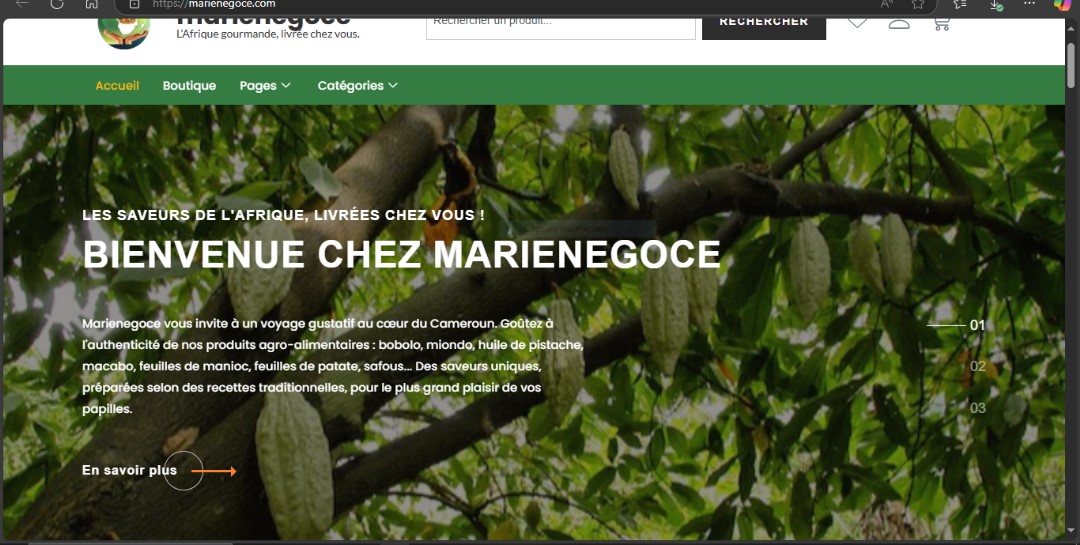 https://marienegoce.com
marienegoce
L'Afrique gourmande, livrée chez vous.
Rechercher un produit...
RECHERCHER
Accueil
Boutique
Pages
Catégories
LES SAVEURS DE L'AFRIQUE, LIVRÉES CHEZ VOUS !
BIENVENUE CHEZ MARIENEGOCE
Marienegoce vous invite à un voyage gustatif au cœur du Cameroun. Goûtez à
l'authenticité de nos produits agro-alimentaires : bobolo, miondo, huile de pistache,
macabo, feuilles de manioc, feuilles de patate, safous... Des saveurs uniques,
préparées selon des recettes traditionnelles, pour le plus grand plaisir de vos
papilles.
01
02
03
En savoir plus